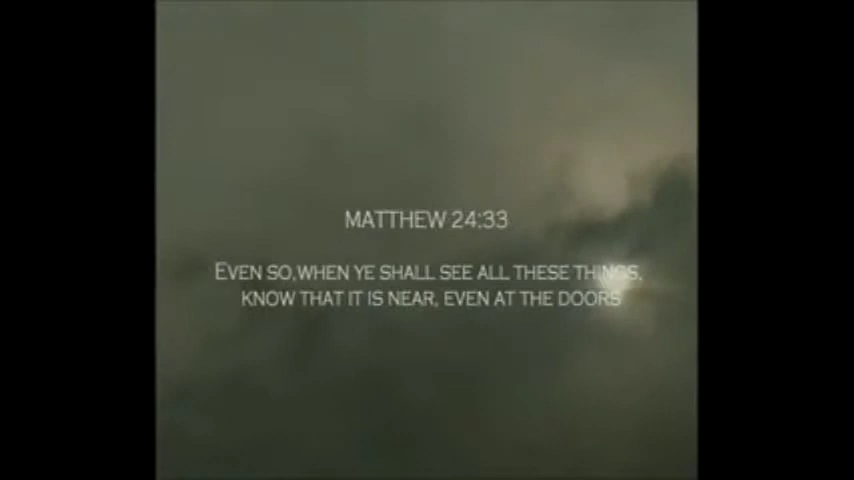 MATTHEW 24:33
EVEN SO,WHEN YE SHALL SEE ALL THESE THINGS,
KNOW THAT IT IS NEAR, EVEN AT THE DOORS